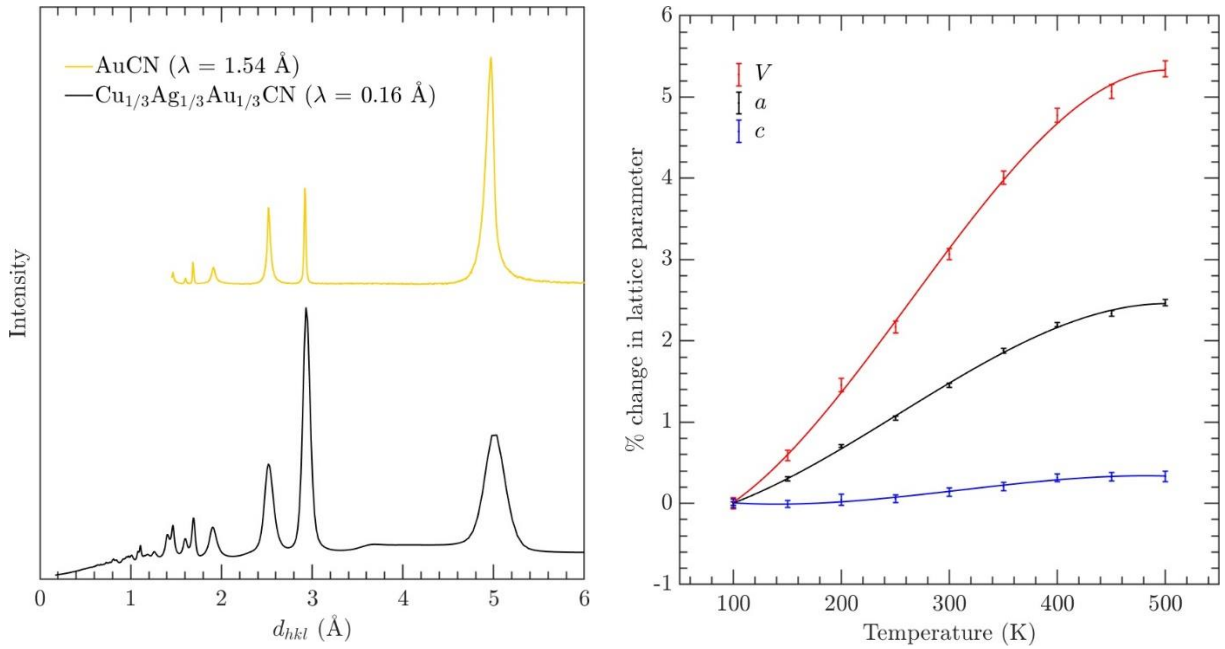 AuCN (λ = 1.54 Å)
Cu1/3Ag1/3Au1/3CN (λ = 0.16 Å)
Intensity
0 1 2 3 4 5 6
dhkl (Å)
6
5
4
3
2
1
0
-1
V
a
c
% change in lattice parameter
100 200 300 400 500
Temperature (K)